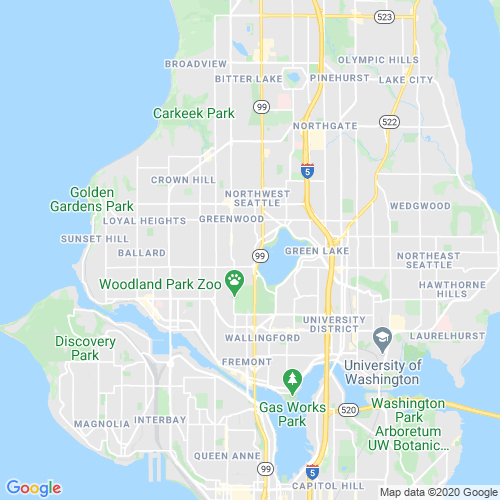 523
OLYMPIC HILLS
BROADVIEW
BITTER LAKE
PINEHURST
LAKE CITY
99
Carkeek Park
NORTHGATE
522
5
CROWN HILL
Golden
Gardens Park
NORTHWEST
SEATTLE
WEDGWOOD
LOYAL HEIGHTS
GREENWOOD
SUNSET HILL
BALLARD
99
GREEN LAKE
NORTHEAST
SEATTLE
Woodland Park Zoo
HAWTHORNE
HILLS
UNIVERSITY
DISTRICT
Discovery
Park
WALLINGFORD
LAURELHURST
FREMONT
University of
Washington
Gas Works
Park
520
Washington
Park
Arboretum
UW Botanic...
MAGNOLIA
INTERBAY
QUEEN ANNE
99
5
CAPITOL HILL
Google
Map data ©2020 Google